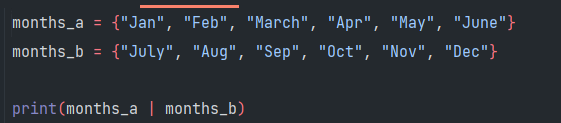 months_a = {"Jan", "Feb", "March", "Apr", "May", "June"}
months_b = {"July", "Aug", "Sep", "Oct", "Nov", "Dec"}
print(months_a | months_b)